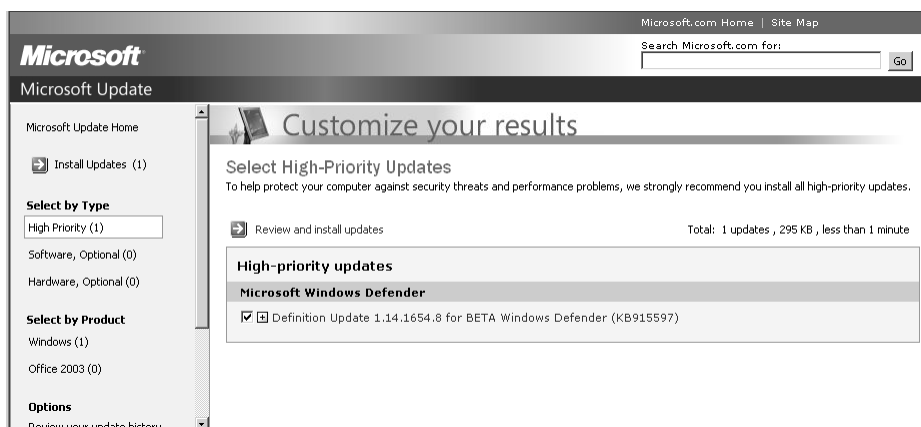 Microsoft.com Home | Site Map
Microsoft
Search Microsoft.com for:
Go
Microsoft Update
Microsoft Update Home
Install Updates (1)
Select by Type
High Priority (1)
Software, Optional (0)
Hardware, Optional (0)
Select by Product
Windows (1)
Office 2003 (0)
Options
Review your update history
Customize your results
Select High-Priority Updates
To help protect your computer against security threats and performance problems, we strongly recommend you install all high-priority updates.
Review and install updates
Total: 1 updates , 295 KB , less than 1 minute
High-priority updates
Microsoft Windows Defender
Definition Update 1.14.1654.8 for BETA Windows Defender (KB915597)